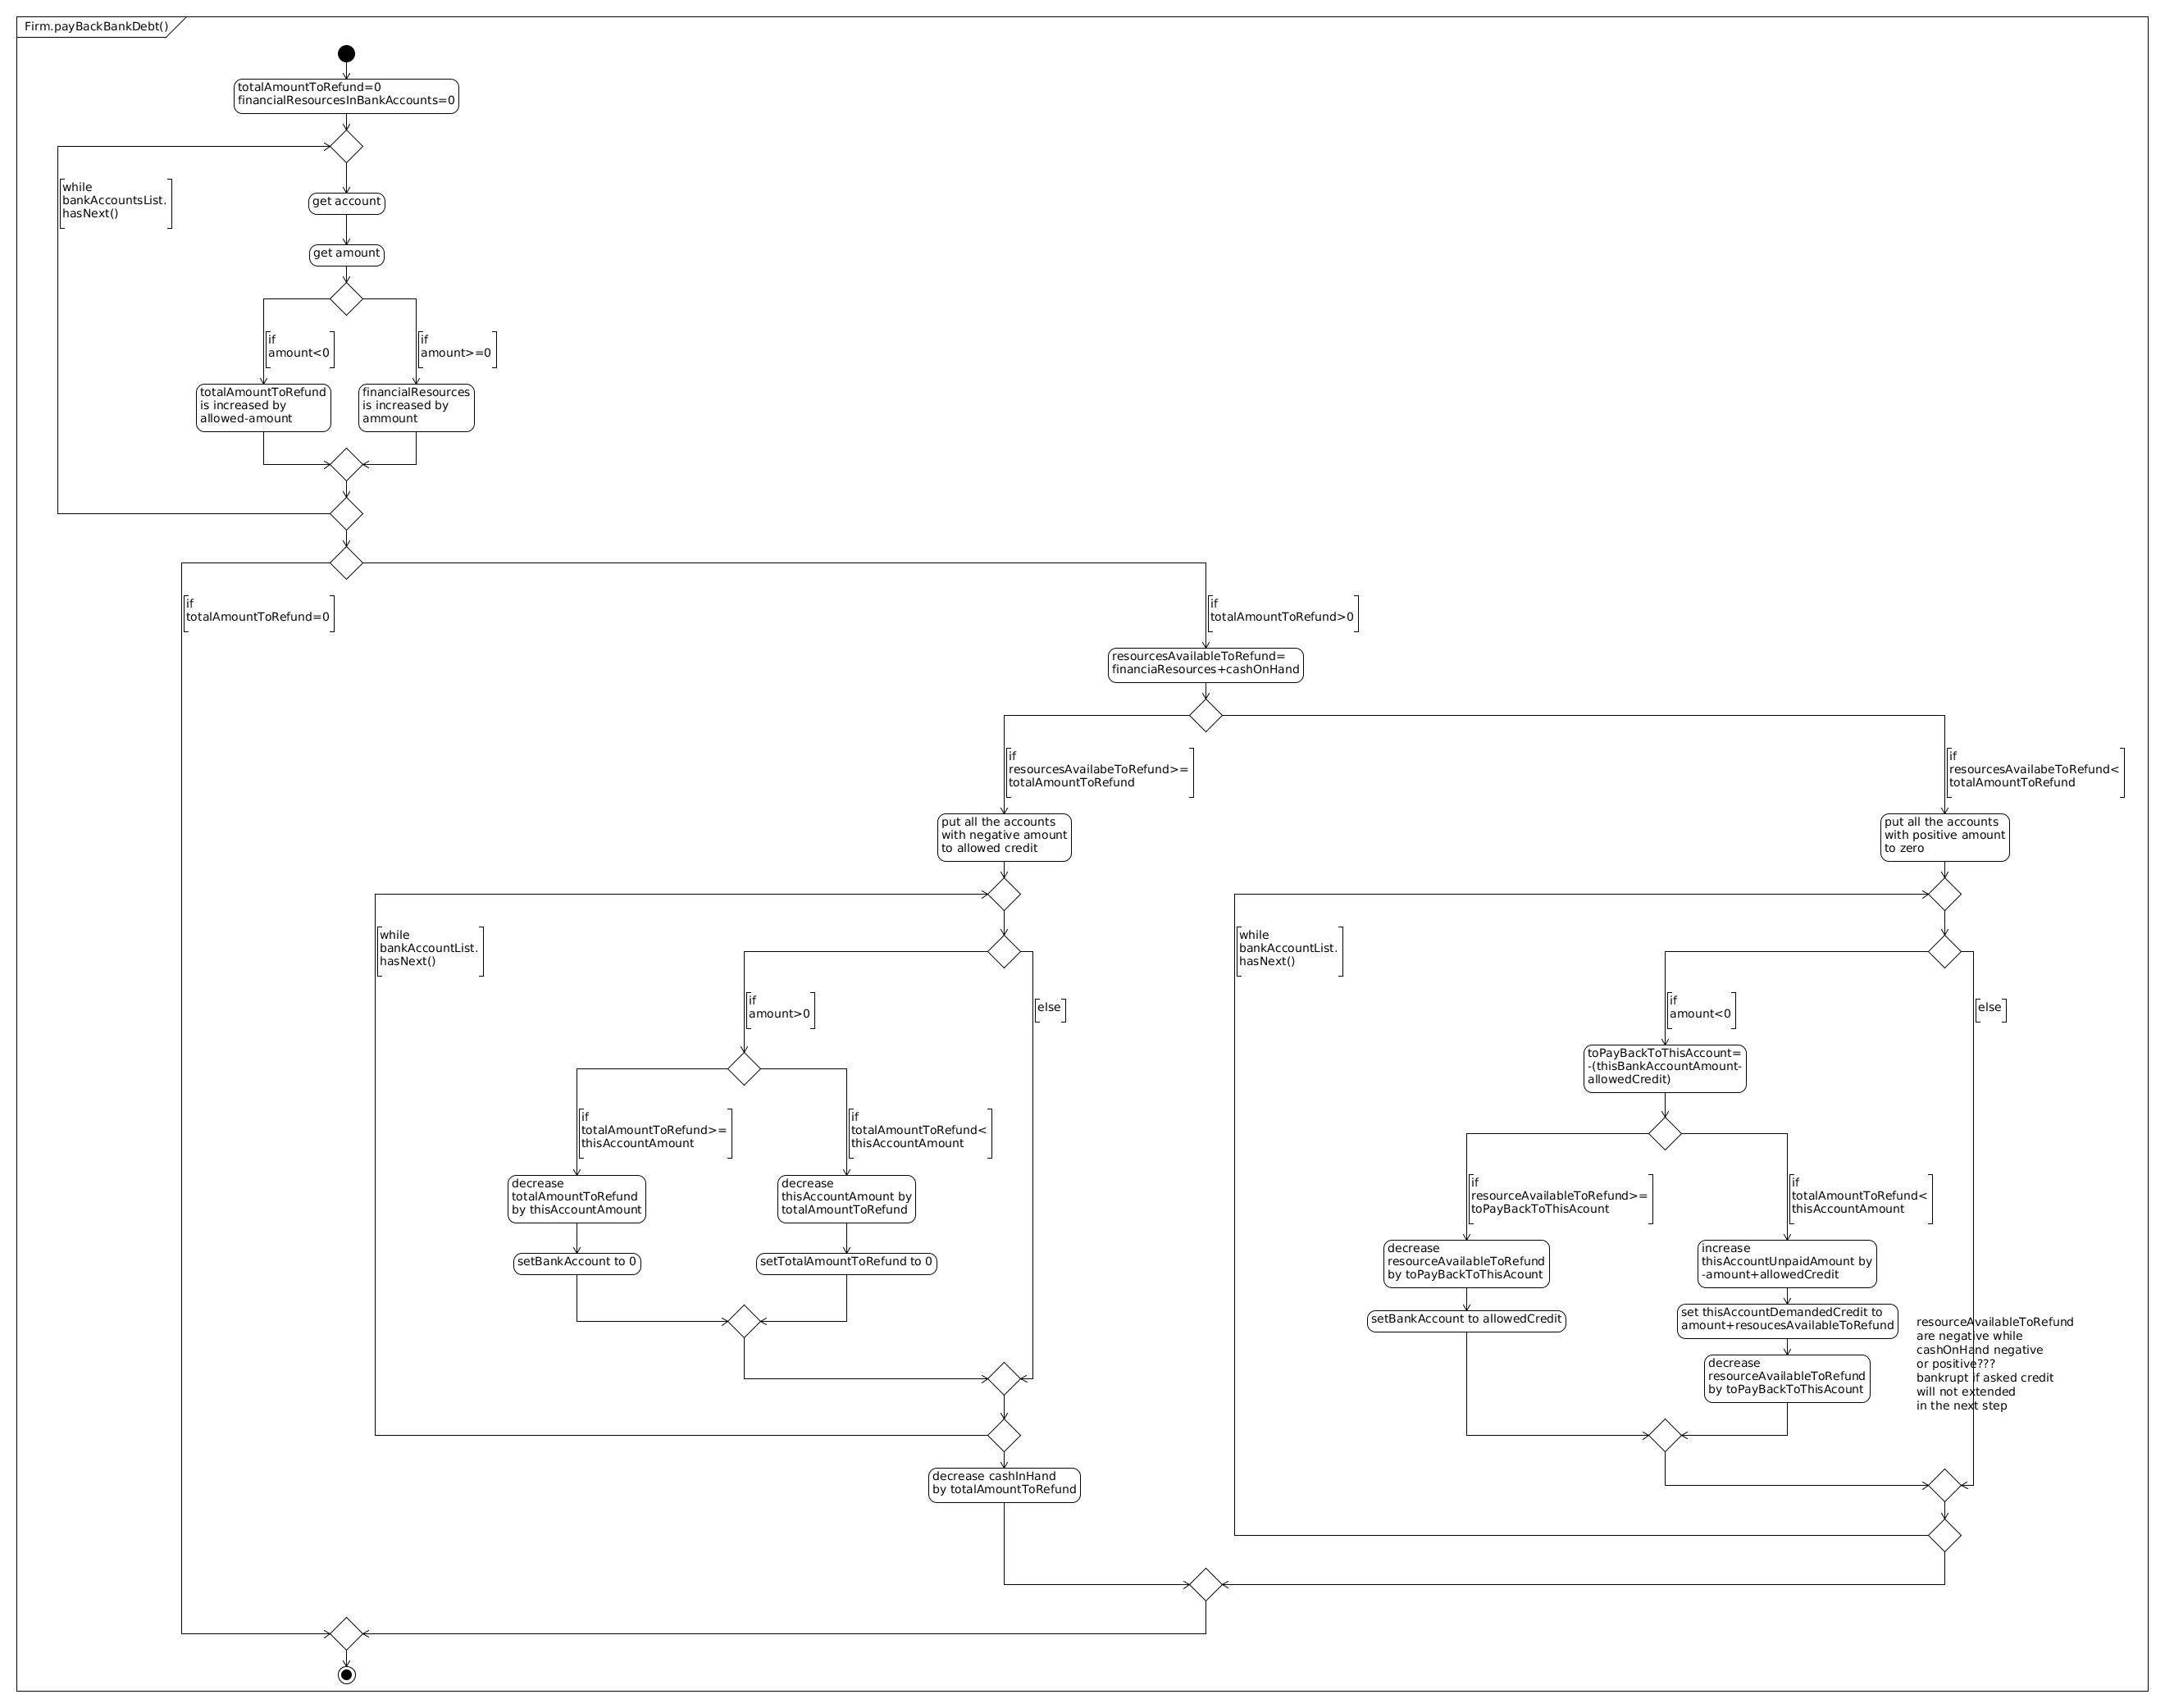 Firm.payBackBankDebt()
totalAmountToRefund=0
financialResourcesInBankAccounts=0
while
bankAccountsList.
hasNext()
get account
get amount
if
amount<0
if
amount>=0
totalAmountToRefund
is increased by
allowed-amount
financialResources
is increased by
ammount
if
totalAmountToRefund=0
if
totalAmountToRefund>0
resourcesAvailableToRefund=
financiaResources+cashOnHand
if
resourcesAvailabeToRefund>=
totalAmountToRefund
if
resourcesAvailabeToRefund<
totalAmountToRefund
put all the accounts
with negative amount
to allowed credit
put all the accounts
with positive amount
to zero
while
bankAccountList.
hasNext()
if
amount>0
else
if
totalAmountToRefund>=
thisAccountAmount
if
totalAmountToRefund<
thisAccountAmount
decrease
totalAmountToRefund
by thisAccountAmount
decrease
thisAccountAmount by
totalAmountToRefund
setBankAccount to 0
setTotalAmountToRefund to 0
decrease cashInHand
by totalAmountToRefund
while
bankAccountList.
hasNext()
if
amount<0
else
toPayBackToThisAccount=
-(thisBankAccountAmount-
allowedCredit)
if
resourceAvailableToRefund>=
toPayBackToThisAcount
if
totalAmountToRefund<
thisAccountAmount
decrease
resourceAvailableToRefund
by toPayBackToThisAcount
increase
thisAccountUnpaidAmount by
-amount+allowedCredit
setBankAccount to allowedCredit
set thisAccountDemandedCredit to
amount+resoucesAvailableToRefund
decrease
resourceAvailableToRefund
by toPayBackToThisAcount
resourceAvailableToRefund
are negative while
cashOnHand negative
or positive???
bankrupt if asked credit
will not extended
in the next step